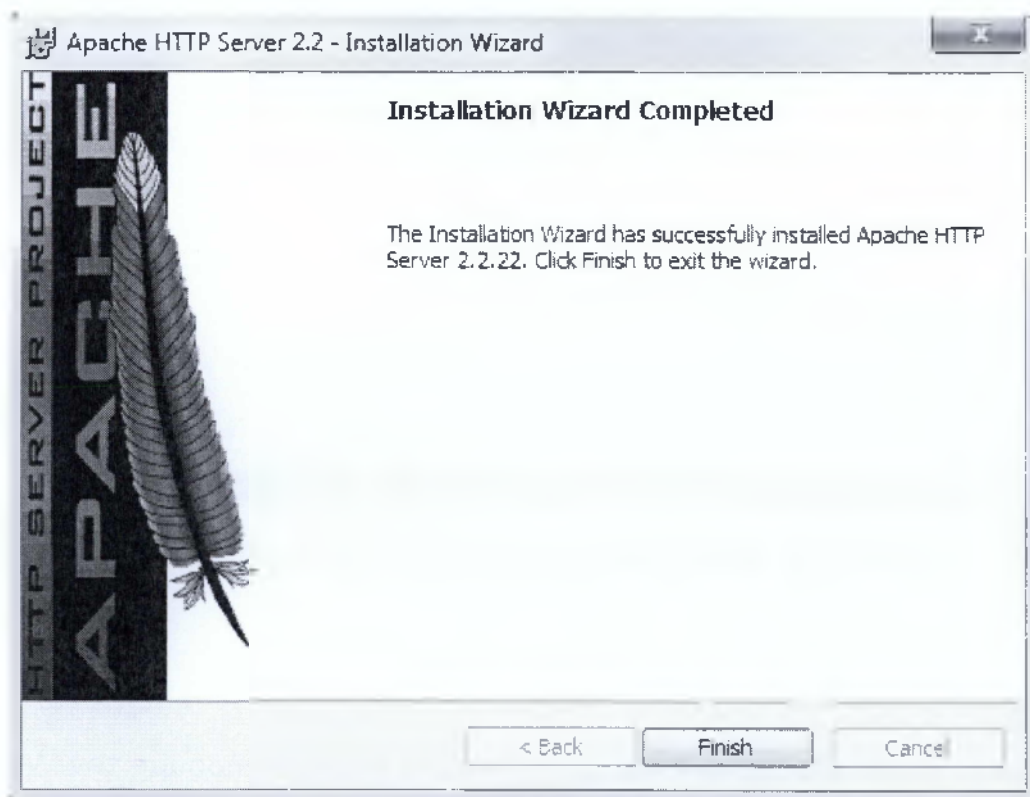 Apache HTTP Server 2.2 - Installation Wizard
X
HTTP SERVER PROJECT
APACHE
Installation Wizard Completed
The Installation Wizard has successfully installed Apache HTTP
Server 2.2.22. Click Finish to exit the wizard.
< Back
Finish
Cancel